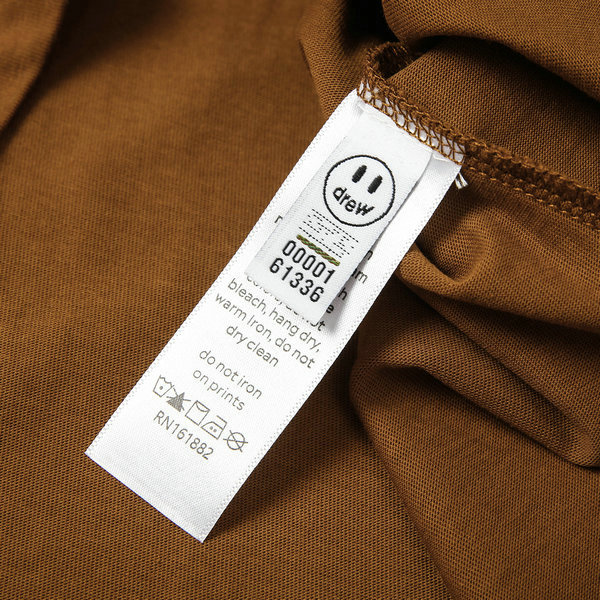 drew
00001
61336
bleach, hang dry,
warm Iron, do not
dry clean
do not iron
on prints
RN161882